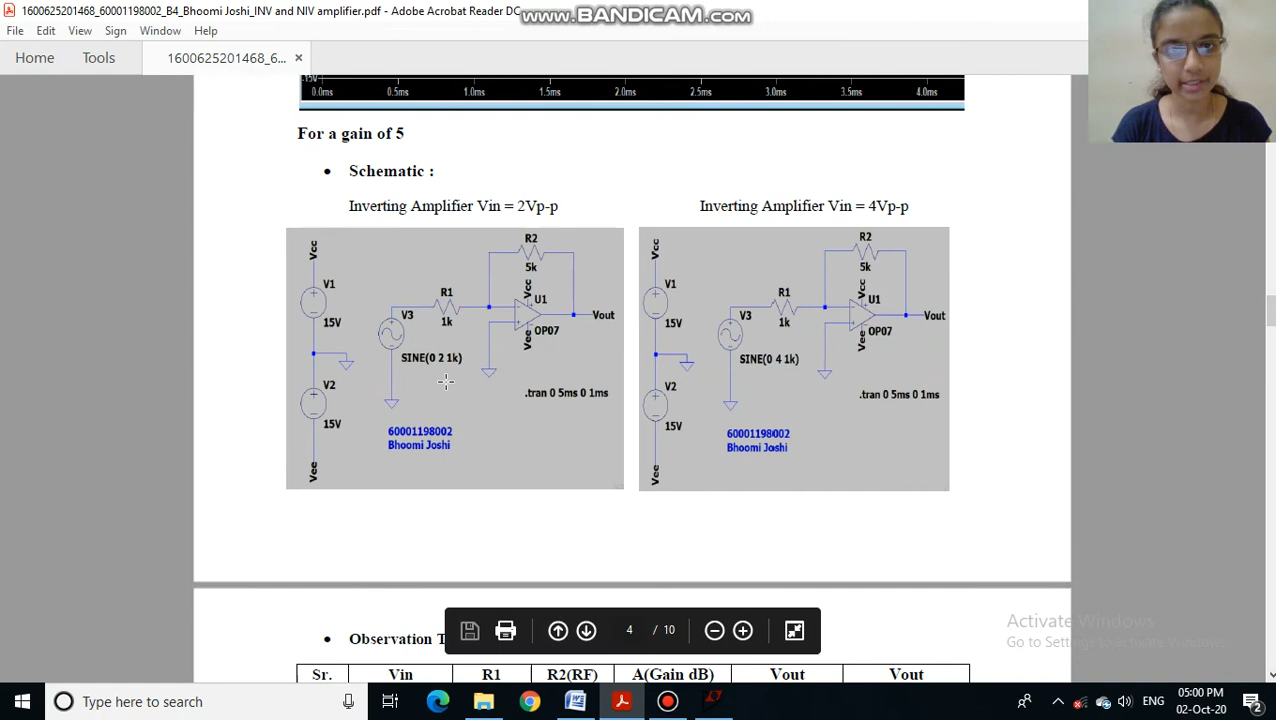 1600625201468_60001198002_B4_Bhoomi Joshi_INV and NIV amplifier.pdf - Adobe Acrobat Reader DC
www.BANDICAM.com
File Edit View Sign Window Help
Home Tools 1600625201468_6... ×
-15V
0.0ms 0.5ms 1.0ms 1.5ms 2.0ms 2.5ms 3.0ms 3.5ms 4.0ms
For a gain of 5
• Schematic :
Inverting Amplifier Vin = 2Vp-p
Vcc
V1
15V
V2
15V
Vee
V3
SINE(0 2 1k)
R1
1k
R2
5k
Vcc
U1
OP07
Vee
Vout
.tran 0 5ms 0 1ms
60001198002
Bhoomi Joshi
Inverting Amplifier Vin = 4Vp-p
Vcc
V1
15V
V2
15V
Vee
V3
SINE(0 4 1k)
R1
1k
R2
5k
Vcc
U1
OP07
Vee
Vout
.tran 0 5ms 0 1ms
60001198002
Bhoomi Joshi
4 / 10
Activate Windows
Go to Settings to activate Windows.
• Observation T
Sr. Vin R1 R2(RF) A(Gain dB) Vout Vout
Type here to search
ENG
05:00 PM
02-Oct-20
2